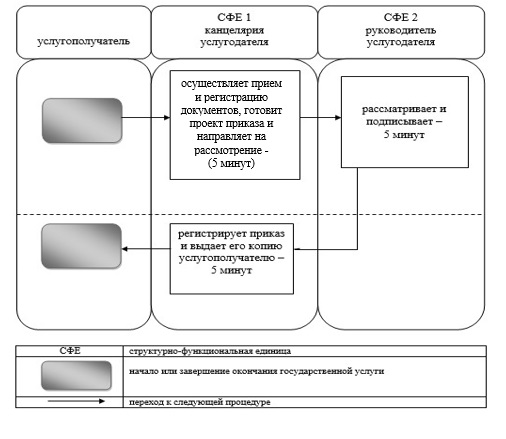 услугополучатель
СФЕ 1
канцелярия
услугодателя
СФЕ 2
руководитель
услугодателя
осуществляет прием
и регистрацию
документов, готовит
проект приказа и
направляет на
рассмотрение -
(5 минут)
рассматривает и
подписывает –
5 минут
регистрирует приказ
и выдает его копию
услугополучателю –
5 минут
СФЕ
структурно-функциональная единица
начало или завершение окончания государственной услуги
переход к следующей процедуре